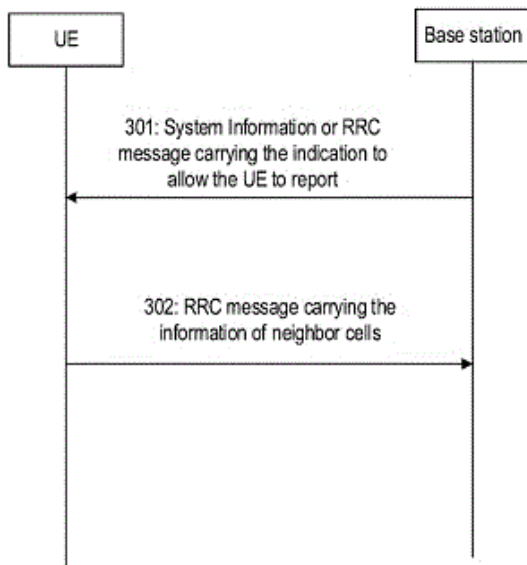 UE
Base station
301: System Information or RRC
message carrying the indication to
allow the UE to report
302: RRC message carrying the
information of neighbor cells